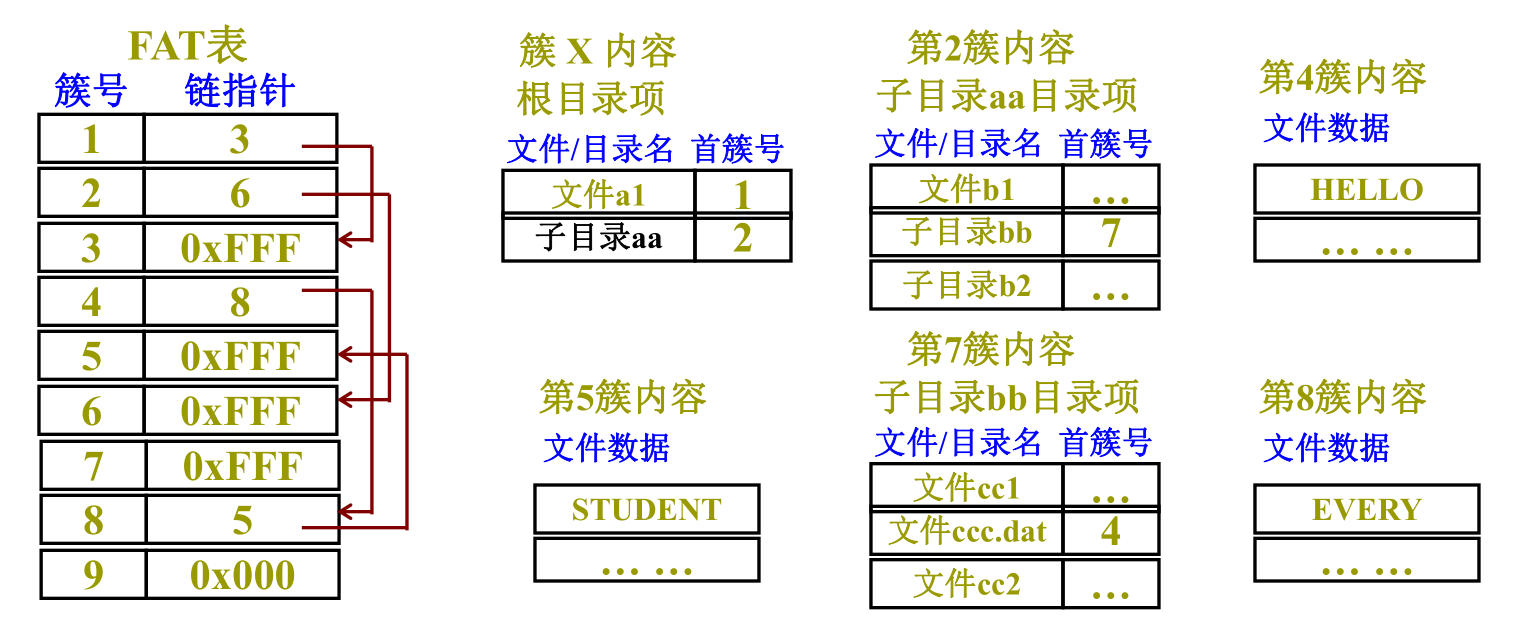 FAT表
簇号 链指针
1 3
2 6
3 0xFFF
4 8
5 0xFFF
6 0xFFF
7 0xFFF
8 5
9 0x000
簇 X 内容
根目录项
文件/目录名 首簇号
文件a1 1
子目录aa 2
第2簇内容
子目录aa目录项
文件/目录名 首簇号
文件b1 …
子目录bb 7
子目录b2 …
第4簇内容
文件数据
HELLO
… …
第5簇内容
文件数据
STUDENT
… …
第7簇内容
子目录bb目录项
文件/目录名 首簇号
文件cc1 …
文件ccc.dat 4
文件cc2 …
第8簇内容
文件数据
EVERY
… …